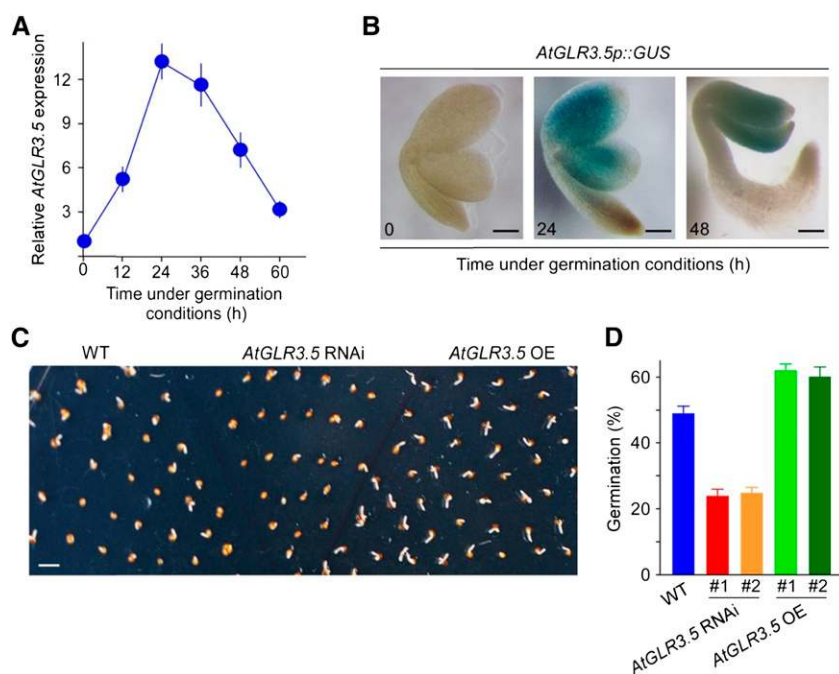 A
Relative AtGLR3.5 expression
12
9
6
3
0 12 24 36 48 60
Time under germination
conditions (h)
B
AtGLR3.5p::GUS
0
24
48
Time under germination conditions (h)
C
WT
AtGLR3.5 RNAi
AtGLR3.5 OE
D
Germination (%)
60
40
20
0
WT
#1 #2
AtGLR3.5 RNAi
#1 #2
AtGLR3.5 OE